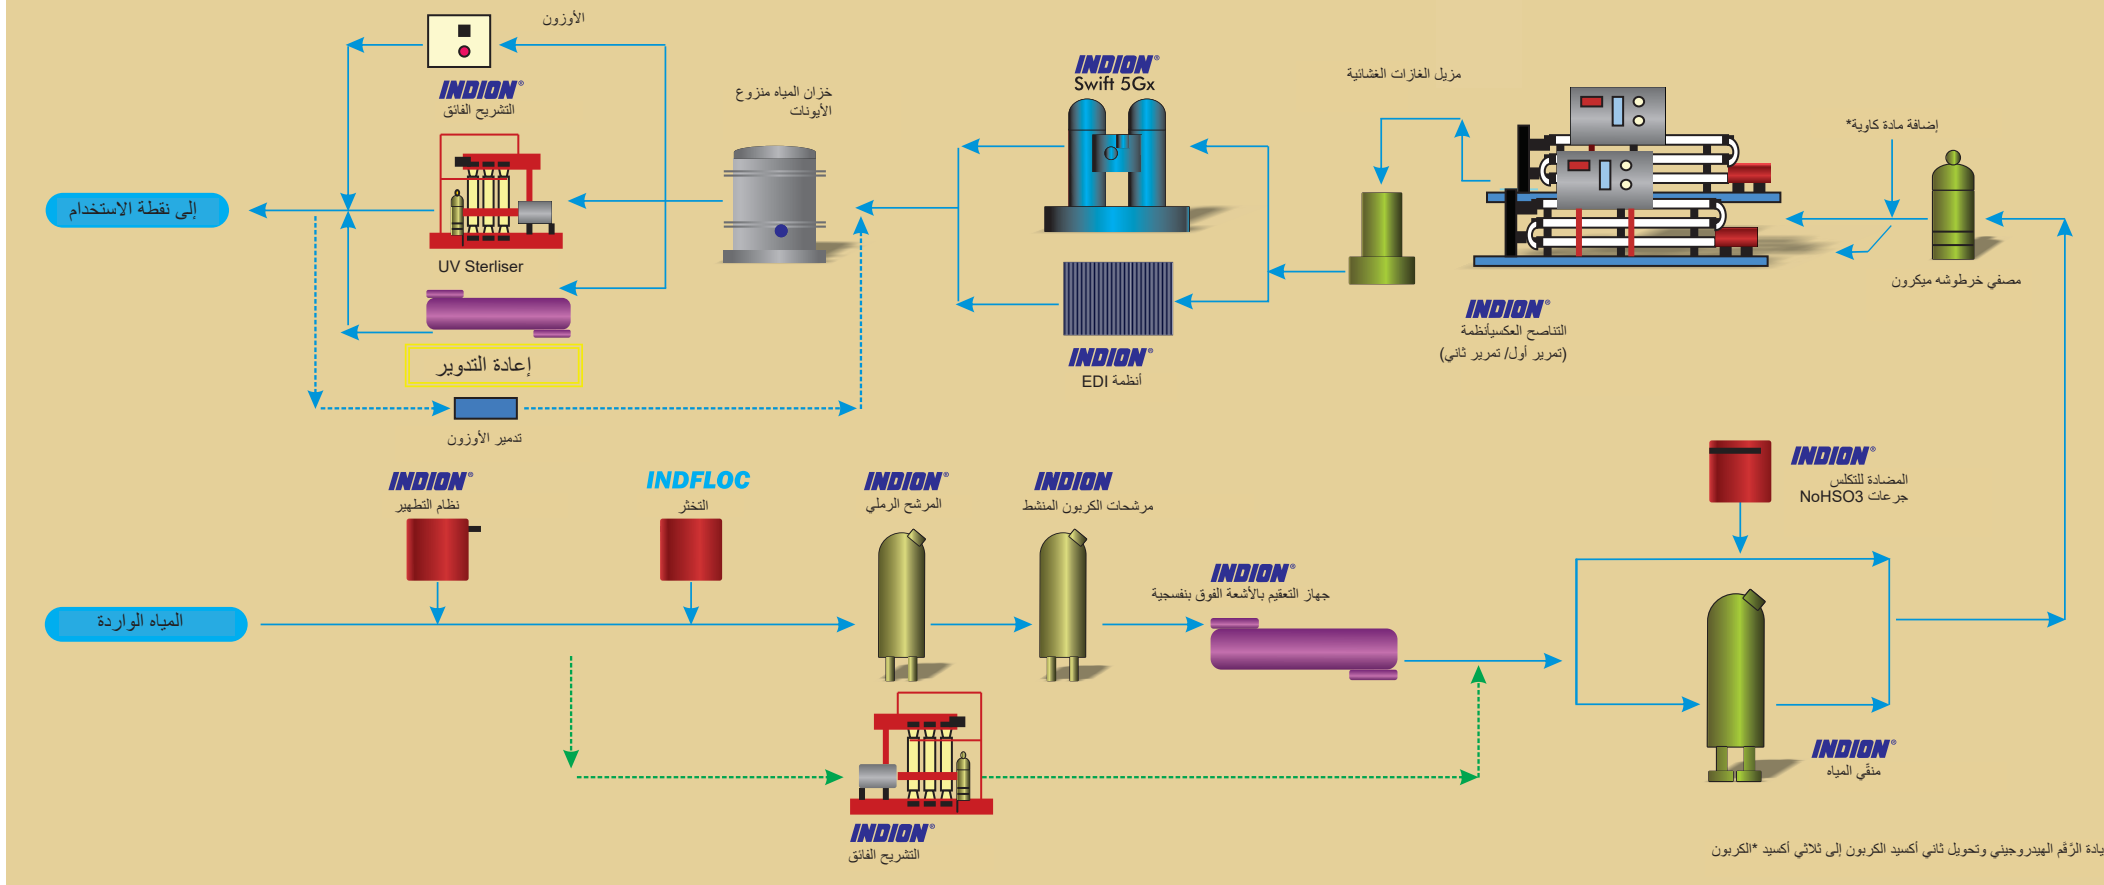 الأوزون
INDION®
التشريح الفائق
UV Sterliser
إلى نقطة الاستخدام
إعادة التدوير
تدمير الأوزون
خزان المياه منزوع
الأيونات
INDION®
Swift 5Gx
INDION®
أنظمة EDI
مزيل الغازات الغشائية
INDION®
التناصح العكسيأنظمة
(تمرير أول/ تمرير ثاني)
إضافة مادة كاوية*
مصفي خرطوشه ميكرون
INDION®
نظام التطهير
INDFLOC
التخثر
INDION®
المرشح الرملي
INDION
مرشحات الكربون المنشط
INDION®
جهاز التعقيم بالأشعة الفوق بنفسجية
INDION®
المضادة للتكلس
جرعات NoHSO3
المياه الواردة
INDION®
منقّي المياه
INDION®
التشريح الفائق
يادة الرَّقم الهيدروجيني وتحويل ثاني أكسيد الكربون إلى ثلاثي أكسيد *الكربون